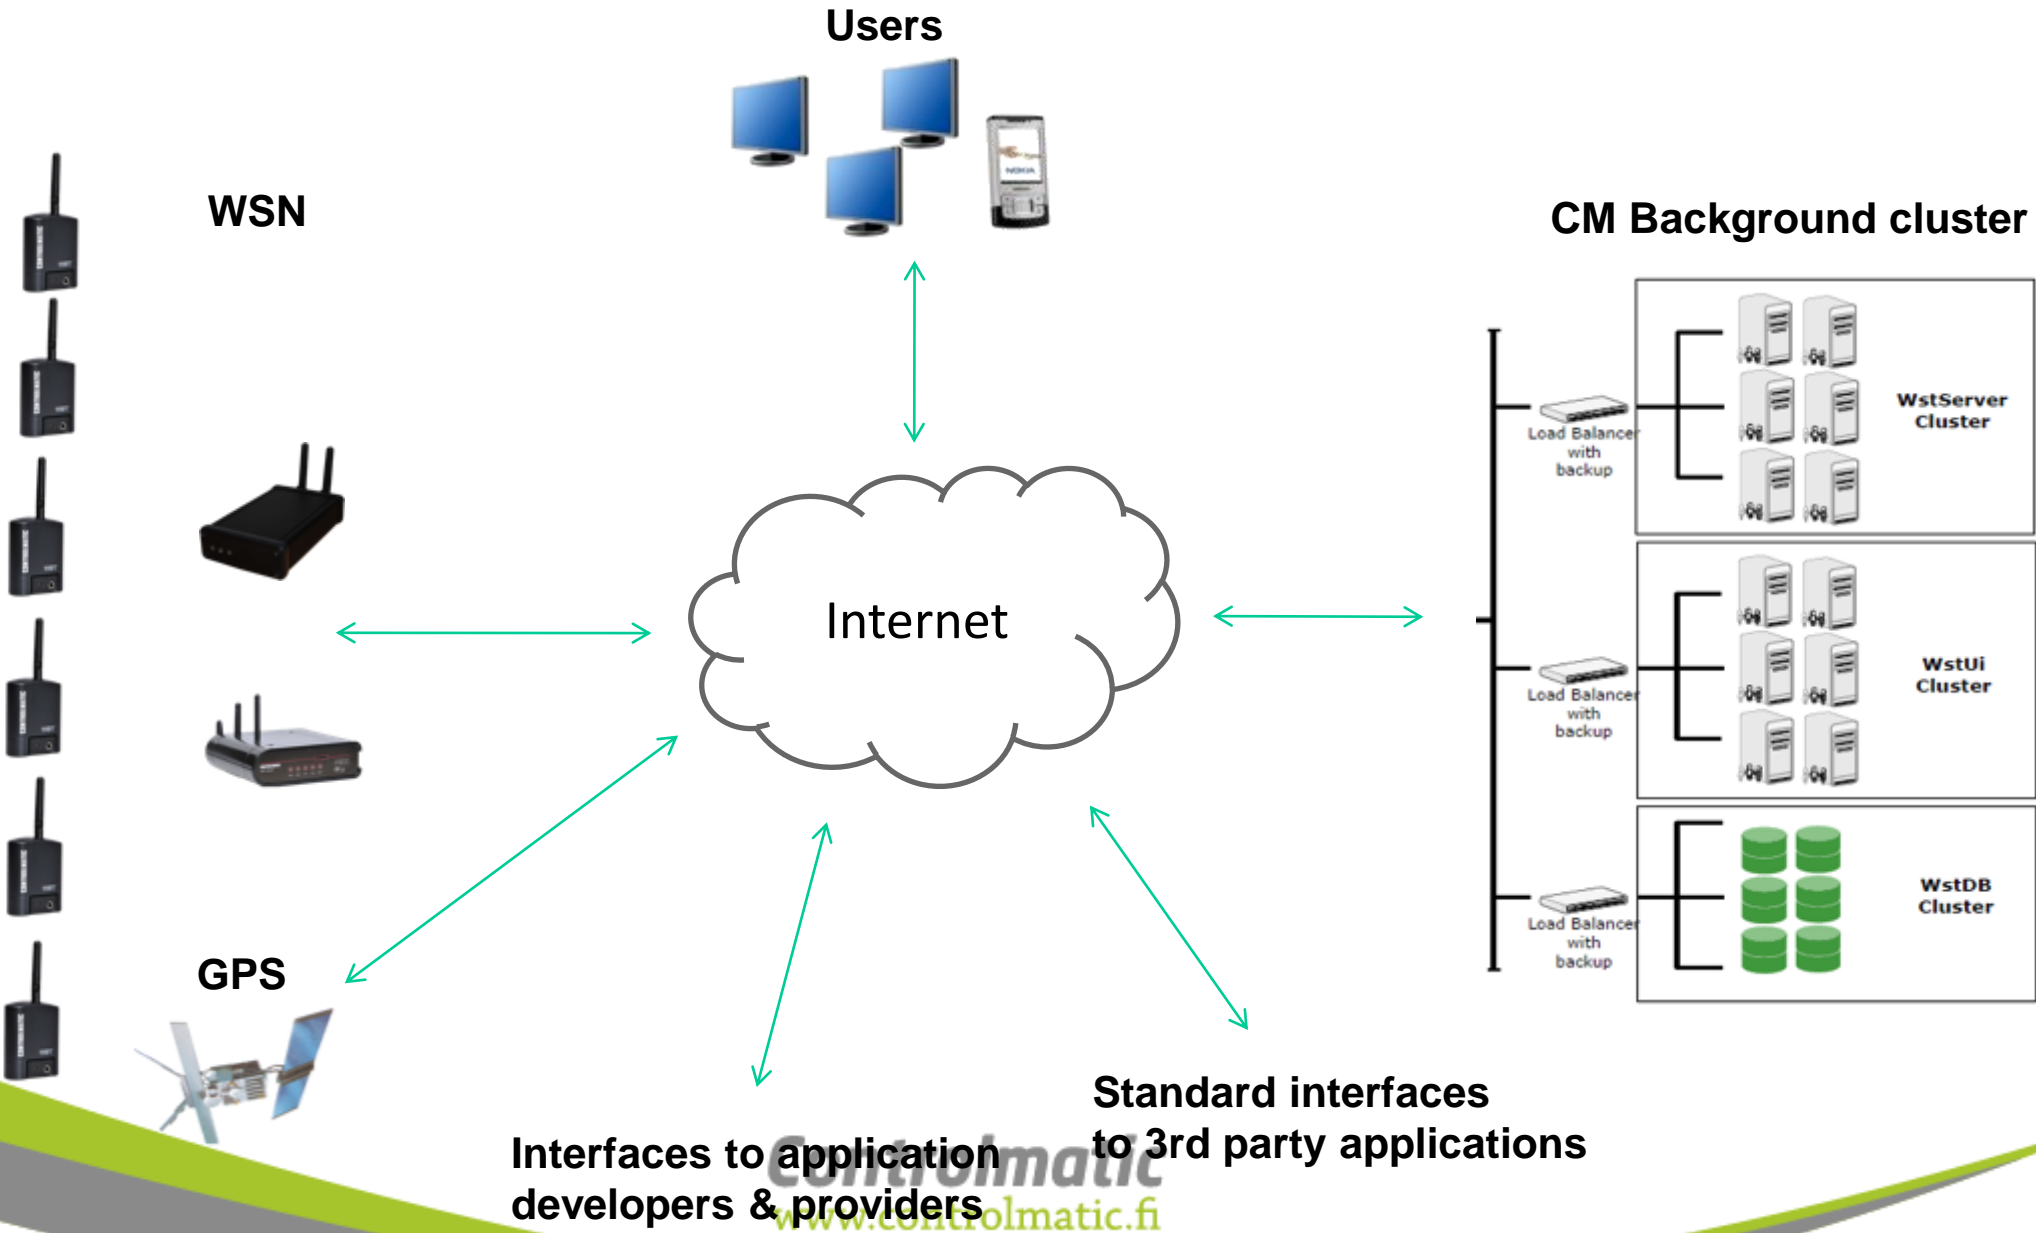 Users
WSN
CM Background cluster
NOKIA
WstServer
Cluster
Load Balancer
with
backup
Internet
WstUi
Cluster
Load Balancer
with
backup
WstDB
Cluster
Load Balancer
with
backup
GPS
Standard interfaces
to 3rd party applications
Interfaces to application
developers & providers
Controlmatic
www.controlmatic.fi